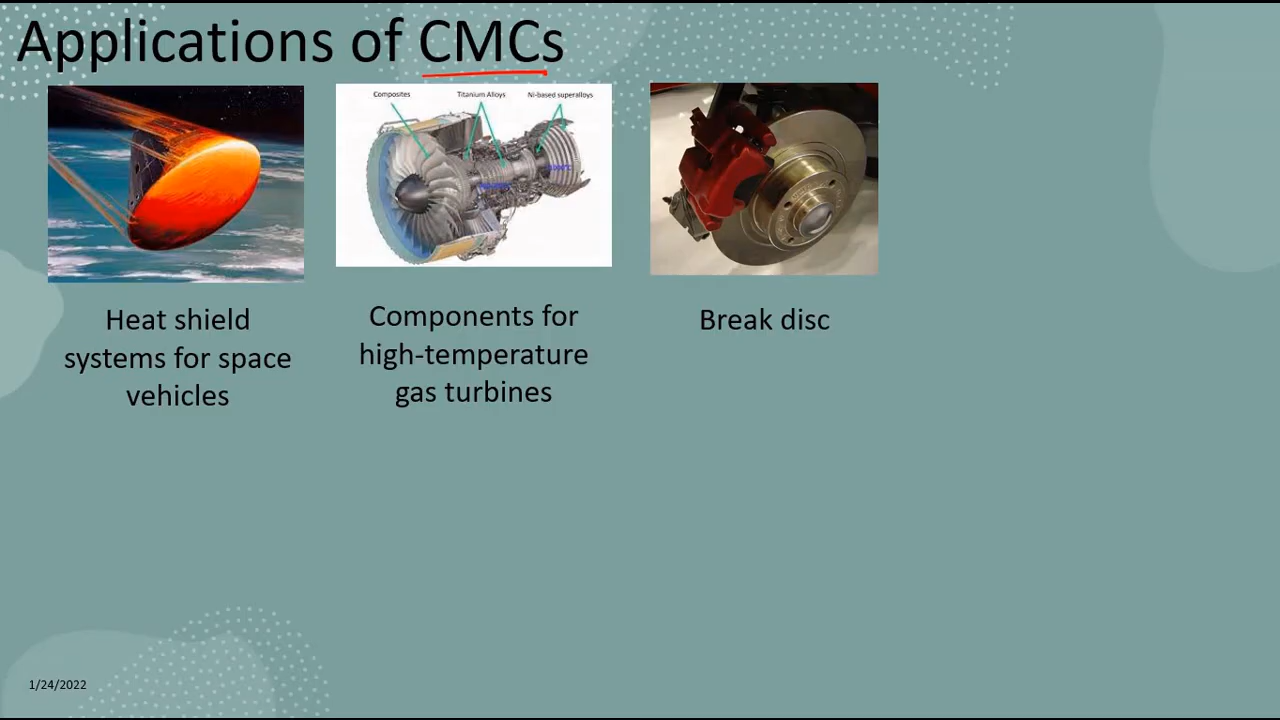 Applications of CMCs
Composites
Titanium Alloys
Ni-based superalloys
Heat shield
systems for space
vehicles
Components for
high-temperature
gas turbines
Break disc
1/24/2022